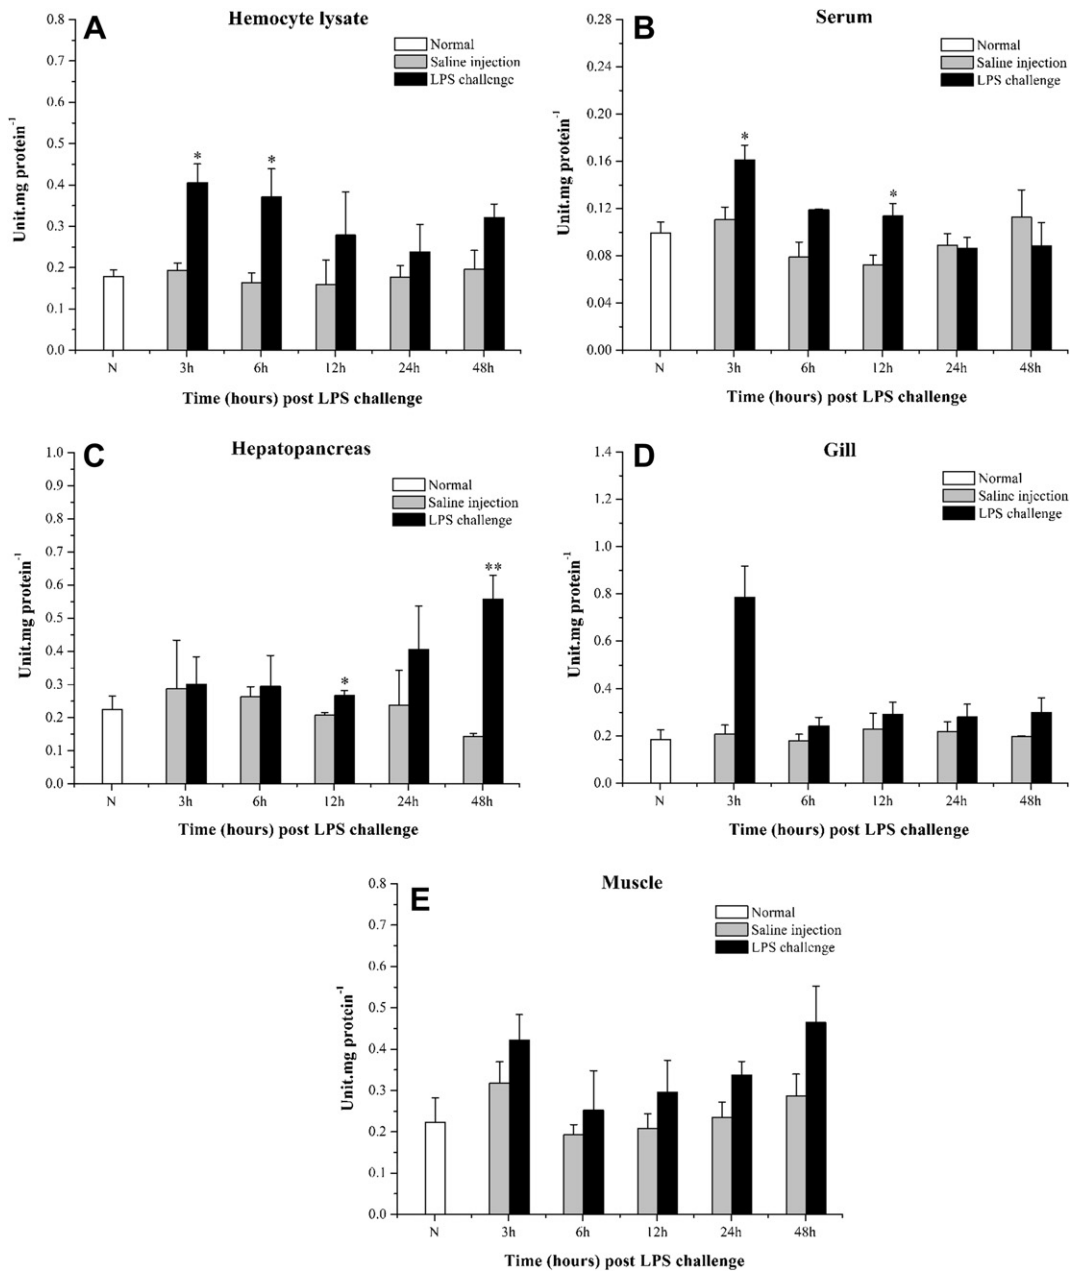 A
Hemocyte lysate
Normal
Saline injection
LPS challenge
Unit.mg protein-1
0.8
0.7
0.6
0.5
0.4
0.3
0.2
0.1
0.0
* *
N 3h 6h 12h 24h 48h
Time (hours) post LPS challenge
B
Serum
Normal
Saline injection
LPS challenge
Unit.mg protein-1
0.28
0.24
0.20
0.16
0.12
0.08
0.04
0.00
* *
N 3h 6h 12h 24h 48h
Time (hours) post LPS challenge
C
Hepatopancreas
Normal
Saline injection
LPS challenge
Unit.mg protein-1
1.0
0.9
0.8
0.7
0.6
0.5
0.4
0.3
0.2
0.1
0.0
* **
N 3h 6h 12h 24h 48h
Time (hours) post LPS challenge
D
Gill
Normal
Saline injection
LPS challenge
Unit.mg protein-1
1.4
1.2
1.0
0.8
0.6
0.4
0.2
0.0
N 3h 6h 12h 24h 48h
Time (hours) post LPS challenge
E
Muscle
Normal
Saline injection
LPS challenge
Unit.mg protein-1
0.8
0.7
0.6
0.5
0.4
0.3
0.2
0.1
0.0
N 3h 6h 12h 24h 48h
Time (hours) post LPS challenge